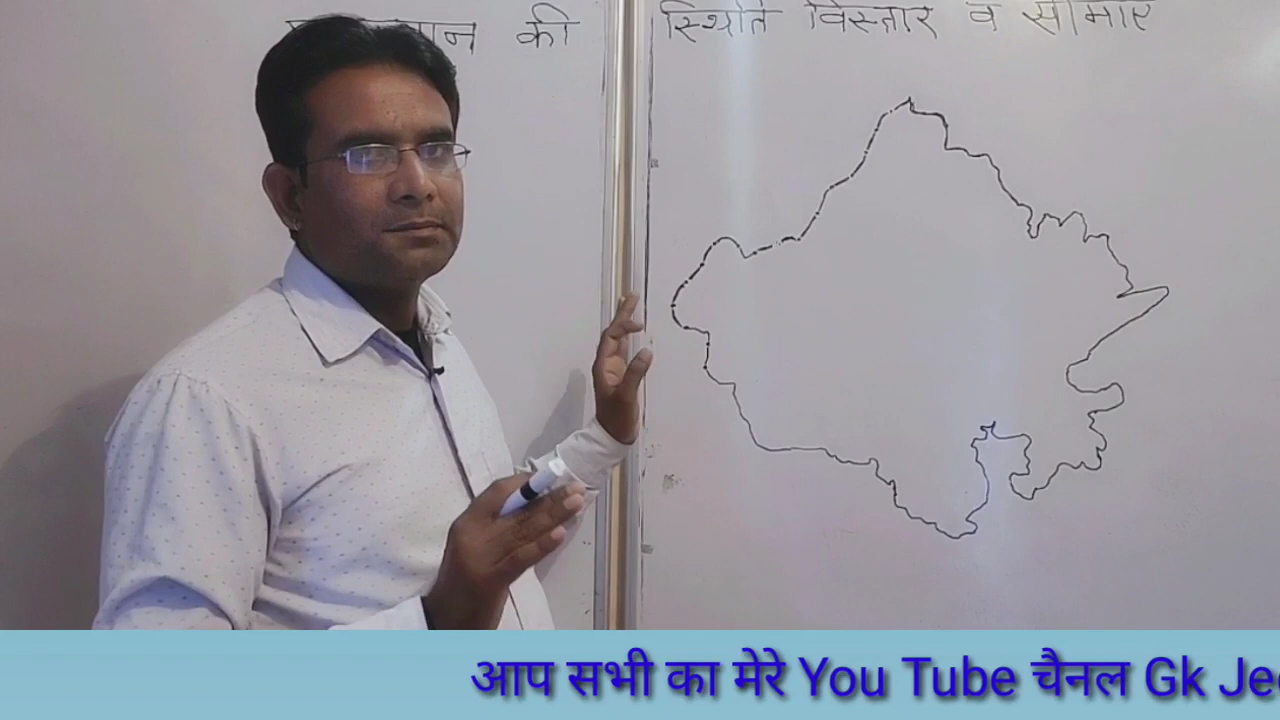 की स्थिति विस्तार व सीमाएं
आप सभी का मेरे You Tube चैनल Gk